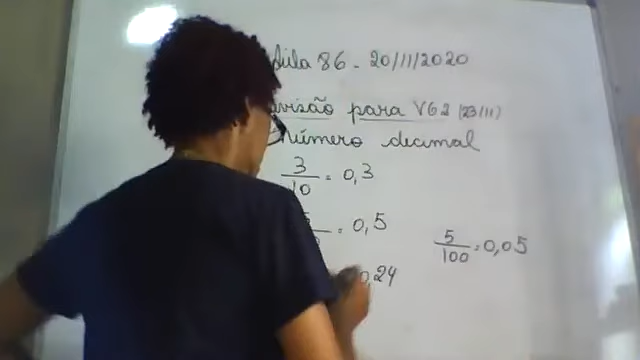 Aula 86 - 20/11/2020
para VG2 (23/11)
número decimal
3/10 = 0,3
= 0,5
5/100 = 0,05
0,24